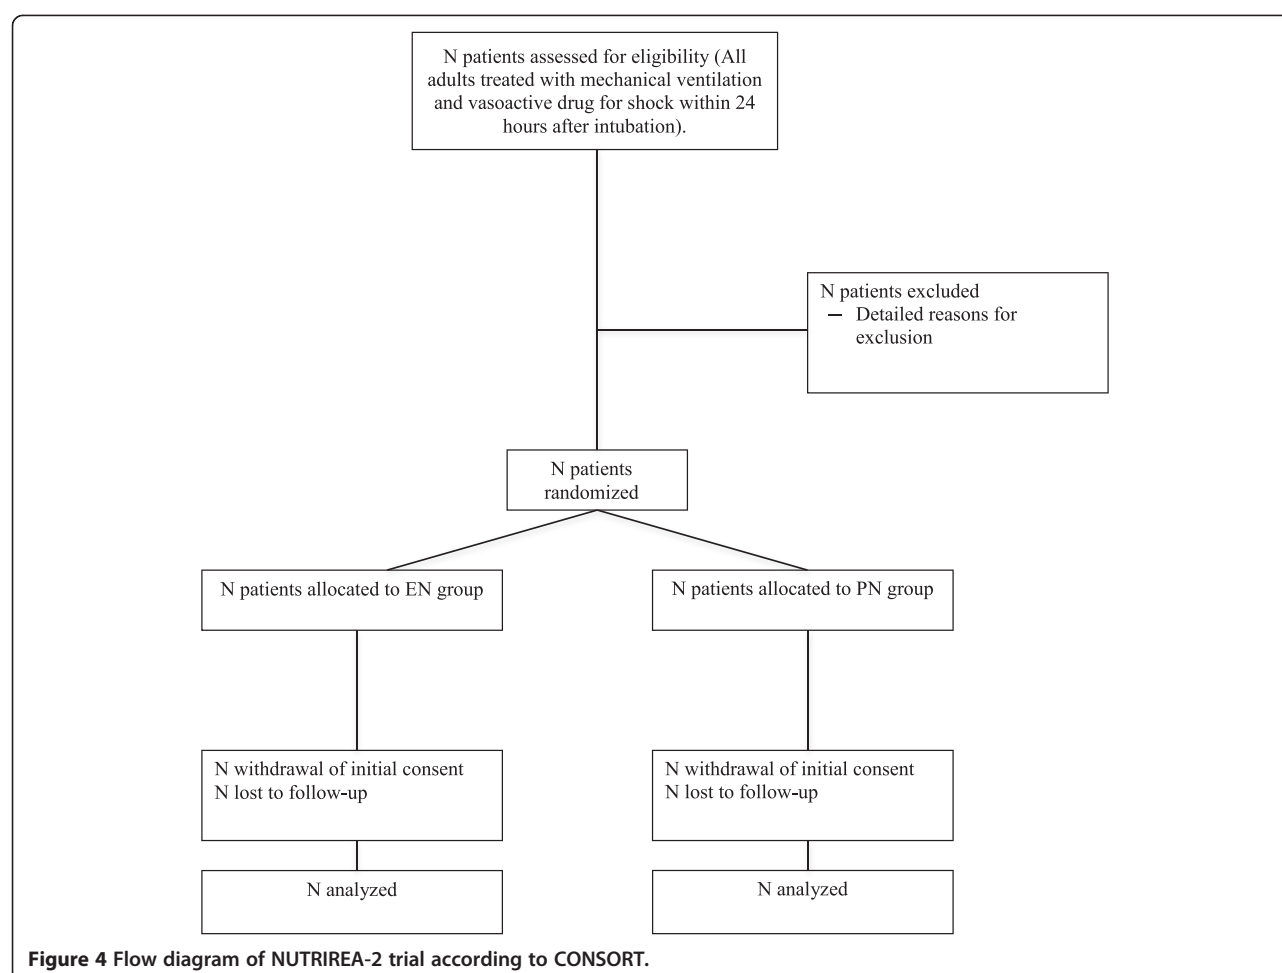 N patients assessed for eligibility (All
adults treated with mechanical ventilation
and vasoactive drug for shock within 24
hours after intubation).
N patients excluded
– Detailed reasons for
exclusion
N patients
randomized
N patients allocated to EN group
N patients allocated to PN group
N withdrawal of initial consent
N lost to follow-up
N withdrawal of initial consent
N lost to follow-up
N analyzed
N analyzed
Figure 4 Flow diagram of NUTRIREA-2 trial according to CONSORT.